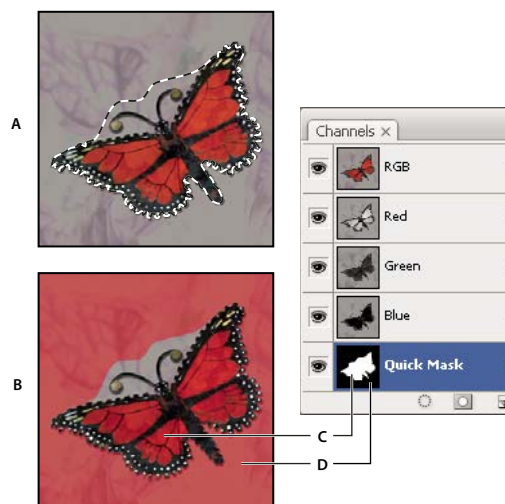 A
Channels ×
RGB
Red
Green
Blue
Quick Mask
B
C
D